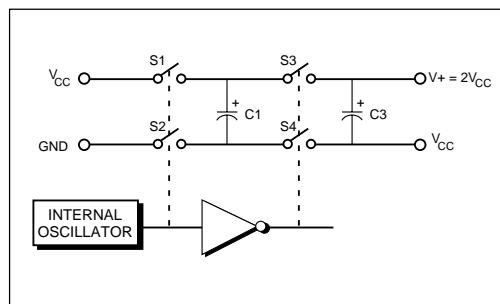 S1
S3
VCC
C1
C3
V+ = 2VCC
S2
S4
GND
VCC
INTERNAL
OSCILLATOR
+
+